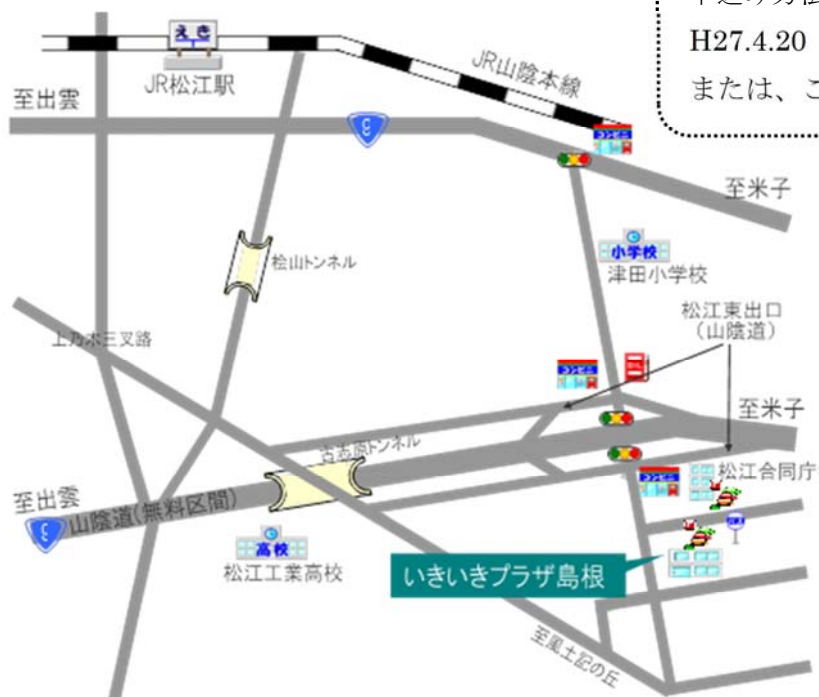 H27.4.20
または、こ
えき
JR松江駅
JR山陰本線
至出雲
9
コンビニ
至米子
小学校
津田小学校
桧山トンネル
松江東出口
（山陰道）
上乃木三叉路
コンビニ
至米子
古志原トンネル
コンビニ
松江合同庁
至出雲
9
山陰道(無料区間)
高校
松江工業高校
いきいきプラザ島根
至風土記の丘